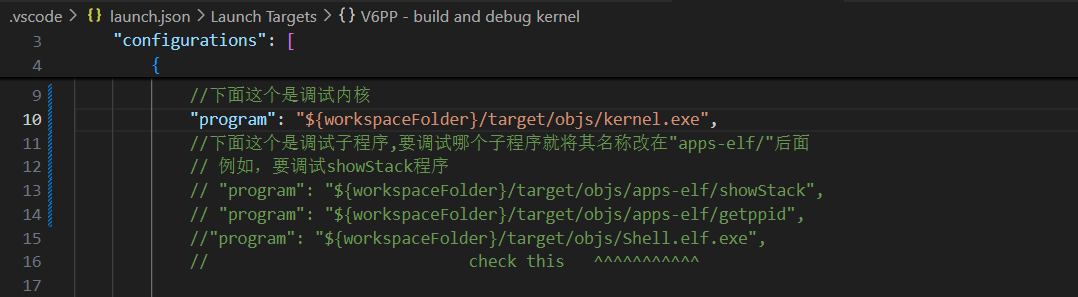 .vscode > {} launch.json > Launch Targets > {} V6PP - build and debug kernel
3 "configurations": [
4 {
9 //下面这个是调试内核
10 "program": "${workspaceFolder}/target/objs/kernel.exe",
11 //下面这个是调试子程序,要调试哪个子程序就将其名称改在"apps-elf/"后面
12 // 例如，要调试showStack程序
13 // "program": "${workspaceFolder}/target/objs/apps-elf/showStack",
14 // "program": "${workspaceFolder}/target/objs/apps-elf/getppid",
15 //"program": "${workspaceFolder}/target/objs/Shell.elf.exe",
16 // check this ^^^^^^^^^^^
17